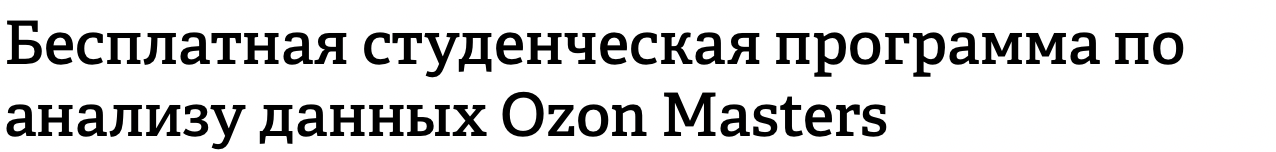 Бесплатная студенческая программа по
анализу данных Ozon Masters